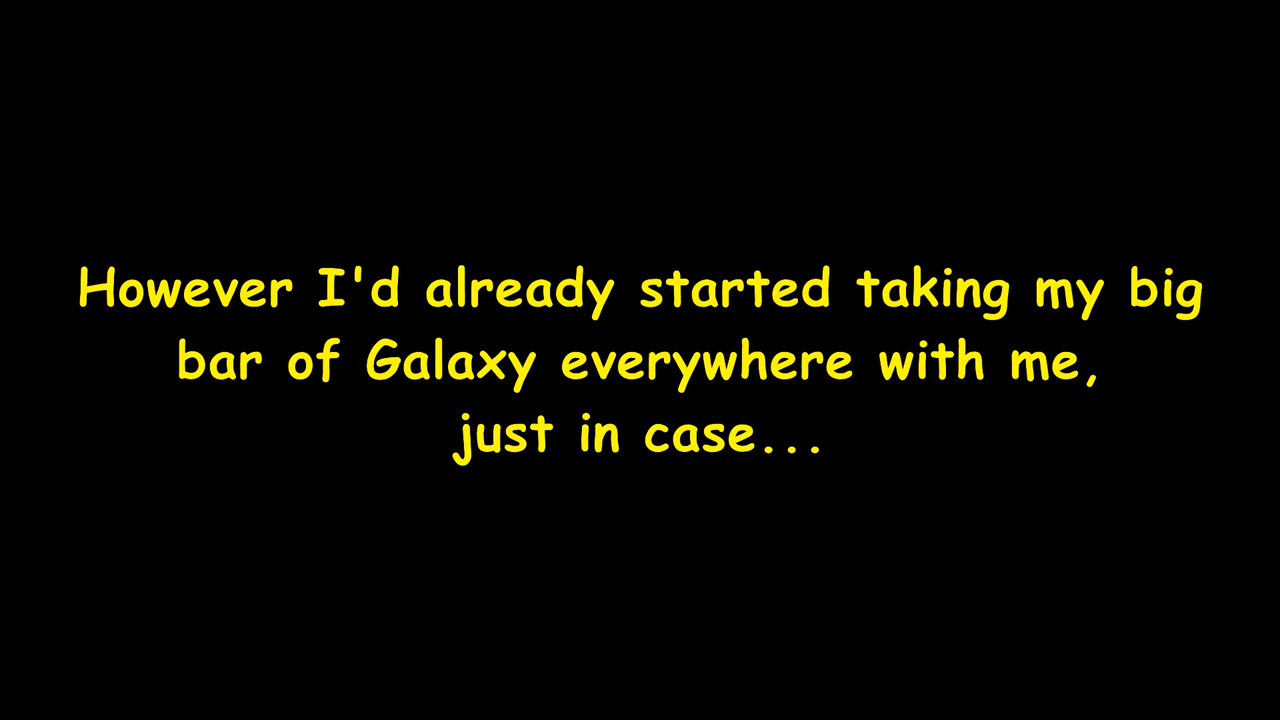 However I'd already started taking my big
bar of Galaxy everywhere with me,
just in case...